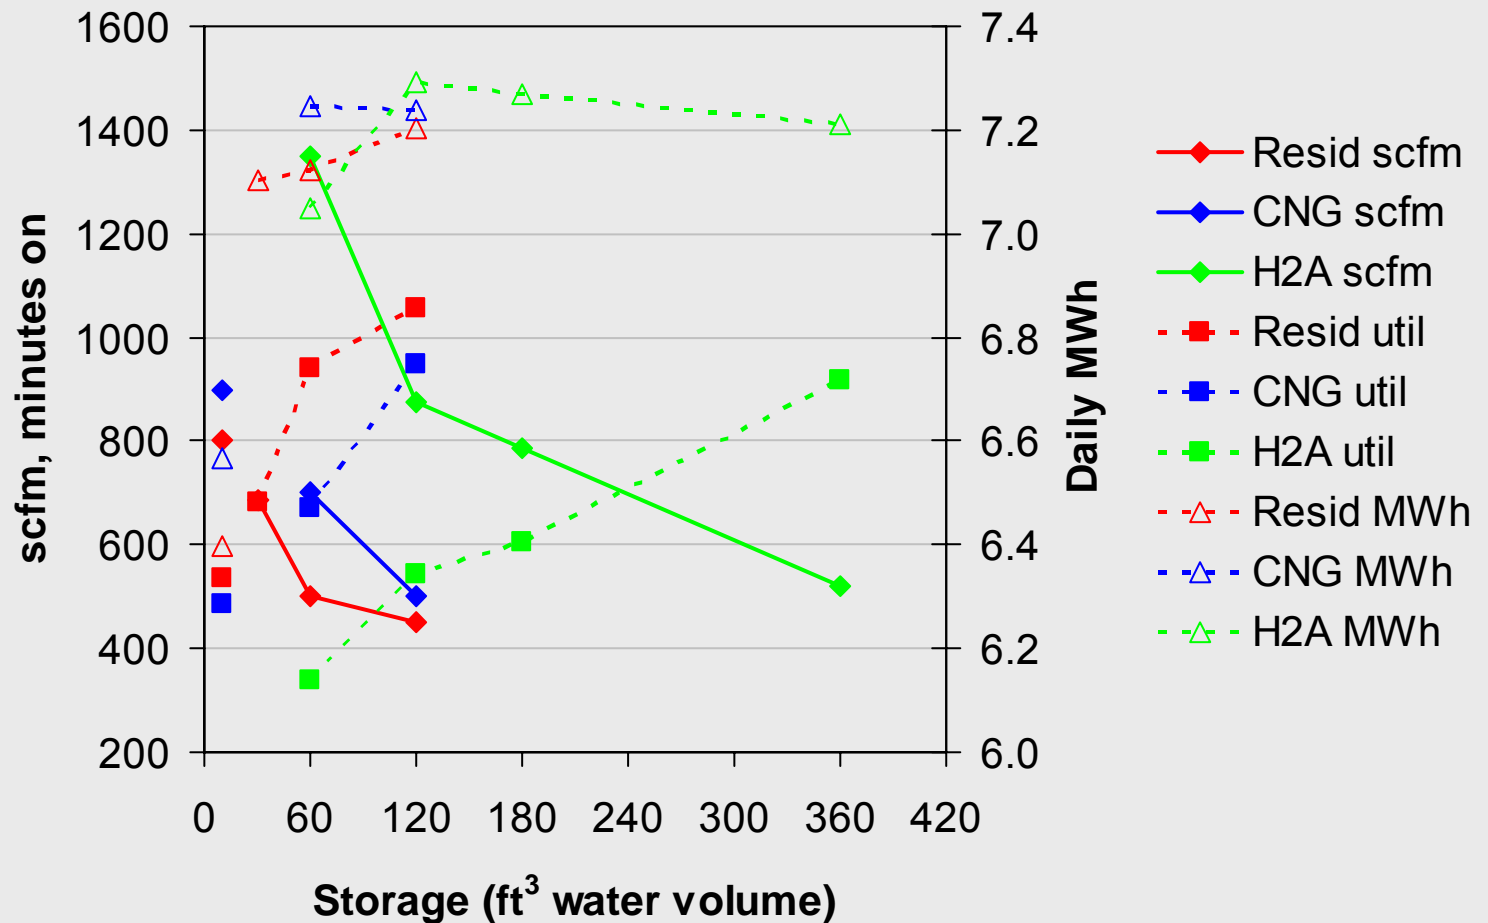 1600
1400
1200
1000
800
600
400
200
scfm, minutes on
7.4
7.2
7.0
6.8
6.6
6.4
6.2
6.0
Daily MWh
0 60 120 180 240 300 360 420
Storage (ft³ water volume)
Resid scfm
CNG scfm
H2A scfm
Resid util
CNG util
H2A util
Resid MWh
CNG MWh
H2A MWh